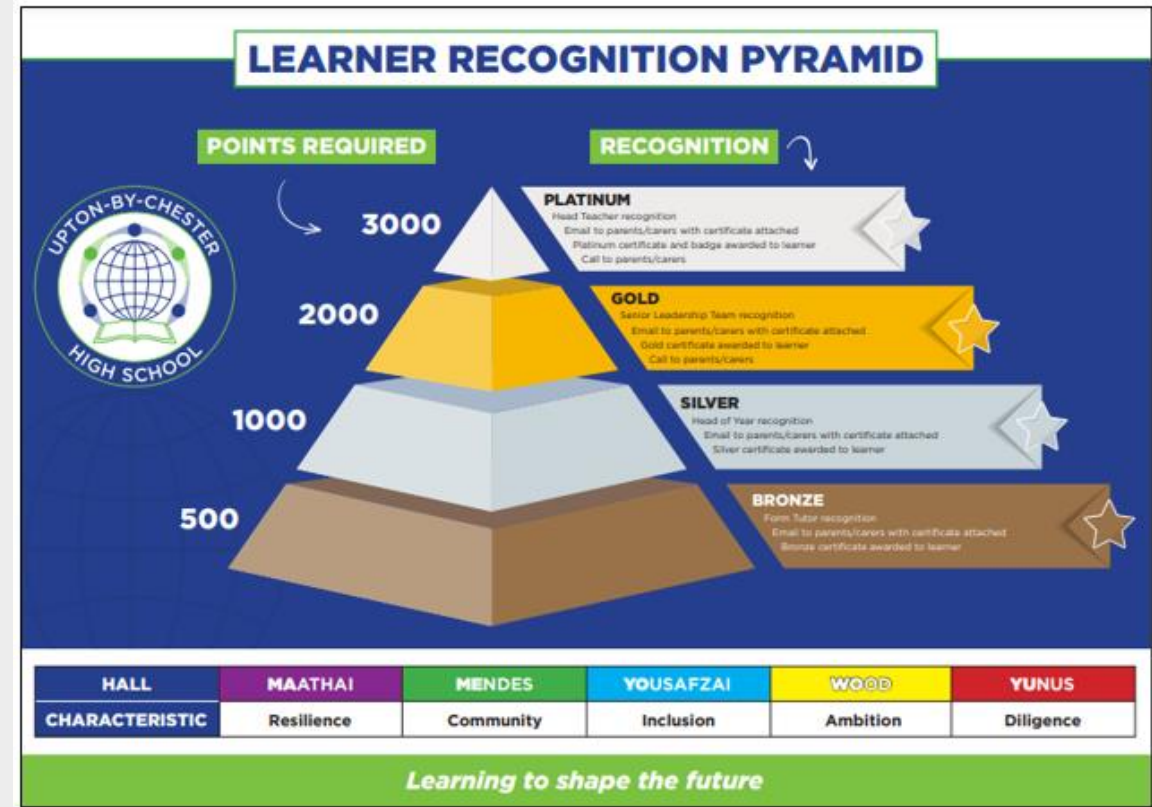 LEARNER RECOGNITION PYRAMID
POINTS REQUIRED
RECOGNITION
UPTON-BY-CHESTER
HIGH SCHOOL
3000
PLATINUM
Head Teacher recognition
Email to parents/carers with certificate attached
Platinum certificate and badge awarded to learner
Call to parents/carers
2000
GOLD
Senior Leadership Team recognition
Email to parents/carers with certificate attached
Gold certificate awarded to learner
Call to parents/carers
1000
SILVER
Head of Year recognition
Email to parents/carers with certificate attached
Silver certificate awarded to learner
500
BRONZE
Form Tutor recognition
Email to parents/carers with certificate attached
Bronze certificate awarded to learner
HALL MAATHAI MENDES YOUSAFZAI WOOD YUNUS
CHARACTERISTIC Resilience Community Inclusion Ambition Diligence
Learning to shape the future